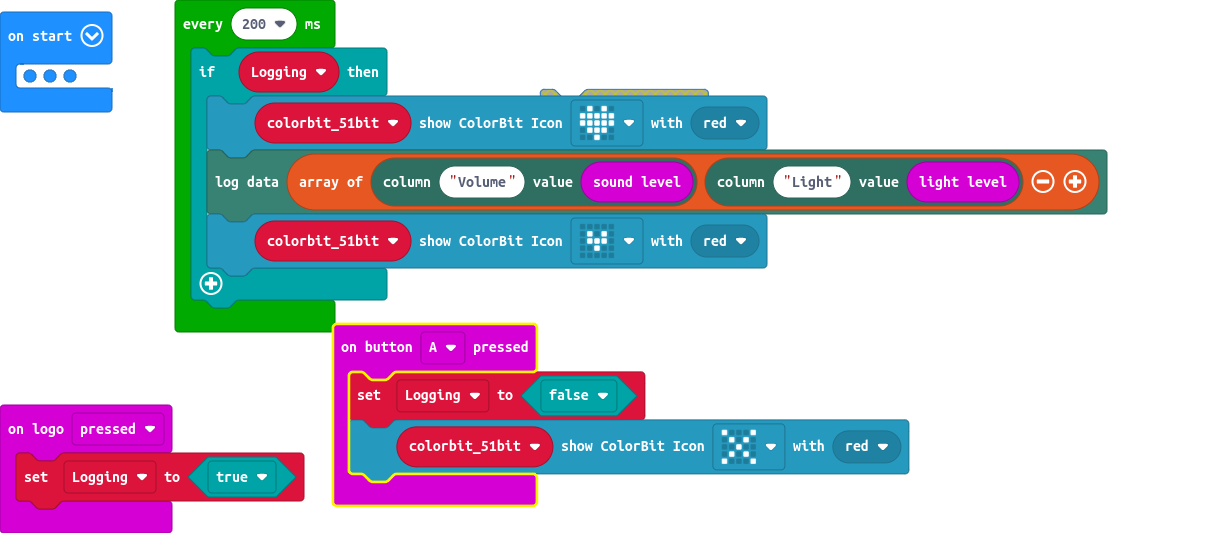 on start
every 200 ms
if Logging then
colorbit_51bit show ColorBit Icon with red
log data array of column "Volume" value sound level column "Light" value light level
colorbit_51bit show ColorBit Icon with red
on button A pressed
set Logging to false
colorbit_51bit show ColorBit Icon with red
on logo pressed
set Logging to true